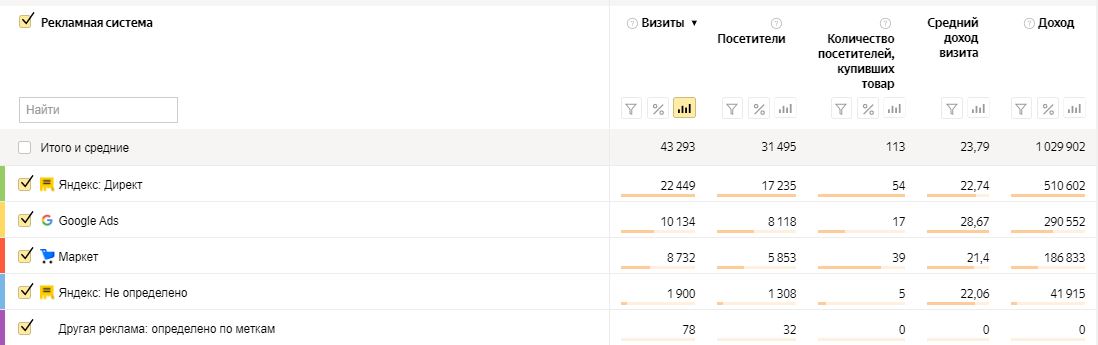 Рекламная система
Визиты ▼
Посетители
Количество
посетителей,
купивших
товар
Средний
доход
визита
Доход
Найти
Итого и средние 43 293 31 495 113 23,79 1 029 902
Яндекс: Директ 22 449 17 235 54 22,74 510 602
Google Ads 10 134 8 118 17 28,67 290 552
Маркет 8 732 5 853 39 21,4 186 833
Яндекс: Не определено 1 900 1 308 5 22,06 41 915
Другая реклама: определено по меткам 78 32 0 0 0